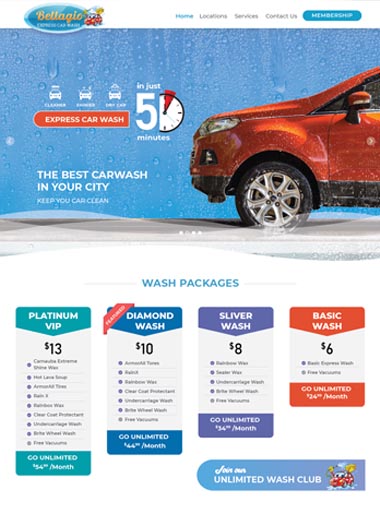 Bellagio
EXPRESS CAR WASH
Home Locations Services Contact Us MEMBERSHIP
in just
5
minutes
CLEANER EASIER DRY CAR
EXPRESS CAR WASH
THE BEST CARWASH
IN YOUR CITY
KEEP YOU CAR CLEAN
WASH PACKAGES
PLATINUM
VIP
$13
Carnauba Extreme
Shine Wax
Hot Lava Soup
ArmorAll Tires
Rain X
Rainbox Wax
Clear Coat Protectant
Undercarriage Wash
Brite Wheel Wash
Free Vacuums
GO UNLIMITED
$54.99 /Month
FEATURED
DIAMOND
WASH
$10
ArmorAll Tores
RainX
Rainbow Wax
Clear Coat Protectant
Undercarriage Wash
Brite Wheel Wash
Free Vacuums
GO UNLIMITED
$44.99 /Month
SLIVER
WASH
$8
Rainbow Wax
Sealer Wax
Undercarriage Wash
Brite Wheel Wash
Free Vacuums
GO UNLIMITED
$34.99 /Month
BASIC
WASH
$6
Basic Express Wash
Free Vacuums
GO UNLIMITED
$24.99 /Month
Join our
UNLIMITED WASH CLUB